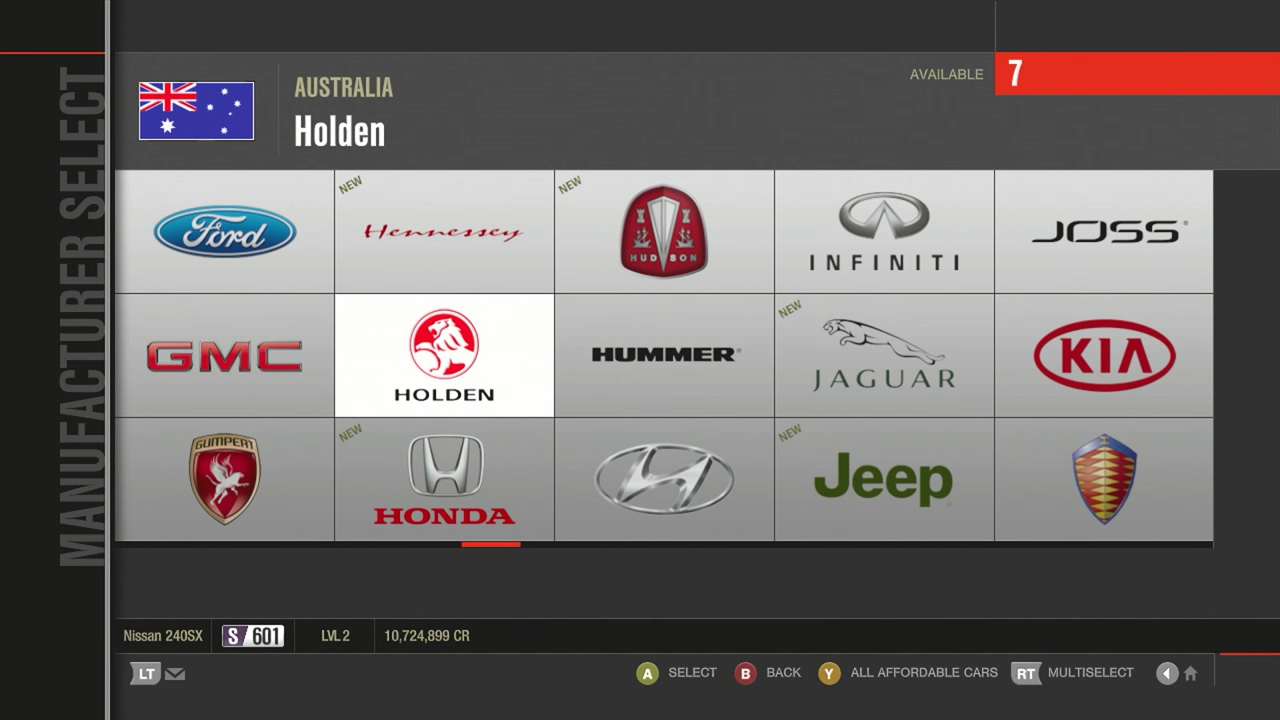 MANUFACTURER SELECT
AUSTRALIA
Holden
AVAILABLE
7
Ford
NEW
Hennessey
NEW
HUDSON
INFINITI
JOSS
GMC
HOLDEN
HUMMER
NEW
JAGUAR
KIA
GUMPERT
NEW
HONDA
NEW
Jeep
Nissan 240SX
S 601
LVL 2
10,724,899 CR
LT
A SELECT
B BACK
Y ALL AFFORDABLE CARS
RT MULTISELECT